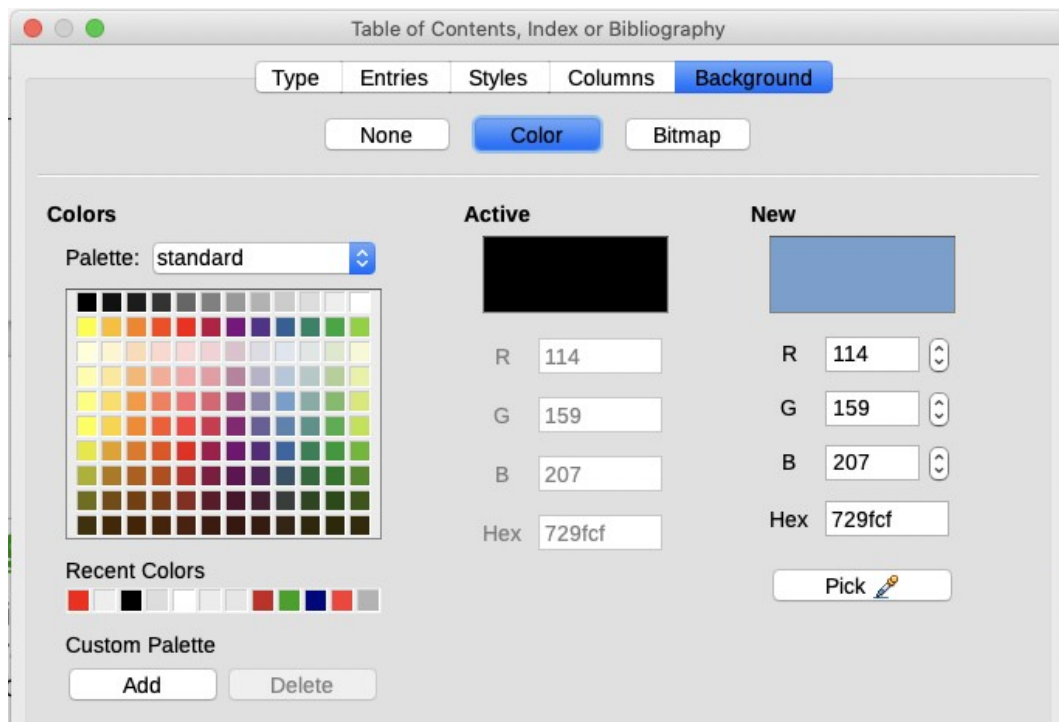 Table of Contents, Index or Bibliography
Type Entries Styles Columns Background
None Color Bitmap
Colors
Palette: standard
Recent Colors
Custom Palette
Add Delete
Active
R 114
G 159
B 207
Hex 729fcf
New
R 114
G 159
B 207
Hex 729fcf
Pick